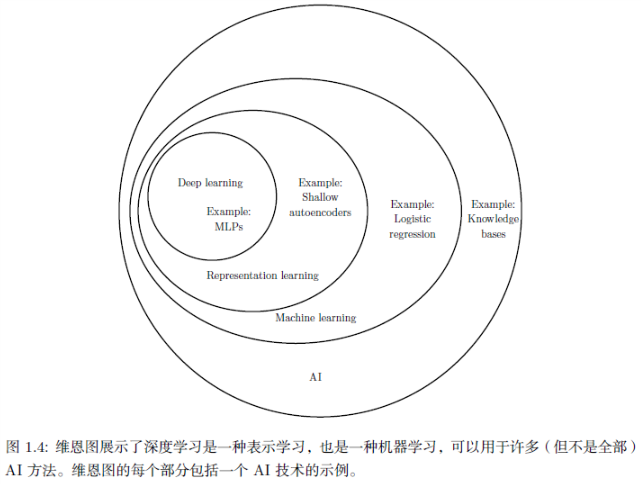 Deep learning
Example:
MLPs
Example:
Shallow
autoencoders
Example:
Logistic
regression
Example:
Knowledge
bases
Representation learning
Machine learning
AI
图 1.4: 维恩图展示了深度学习是一种表示学习，也是一种机器学习，可以用于许多（但不是全部）
AI 方法。维恩图的每个部分包括一个 AI 技术的示例。